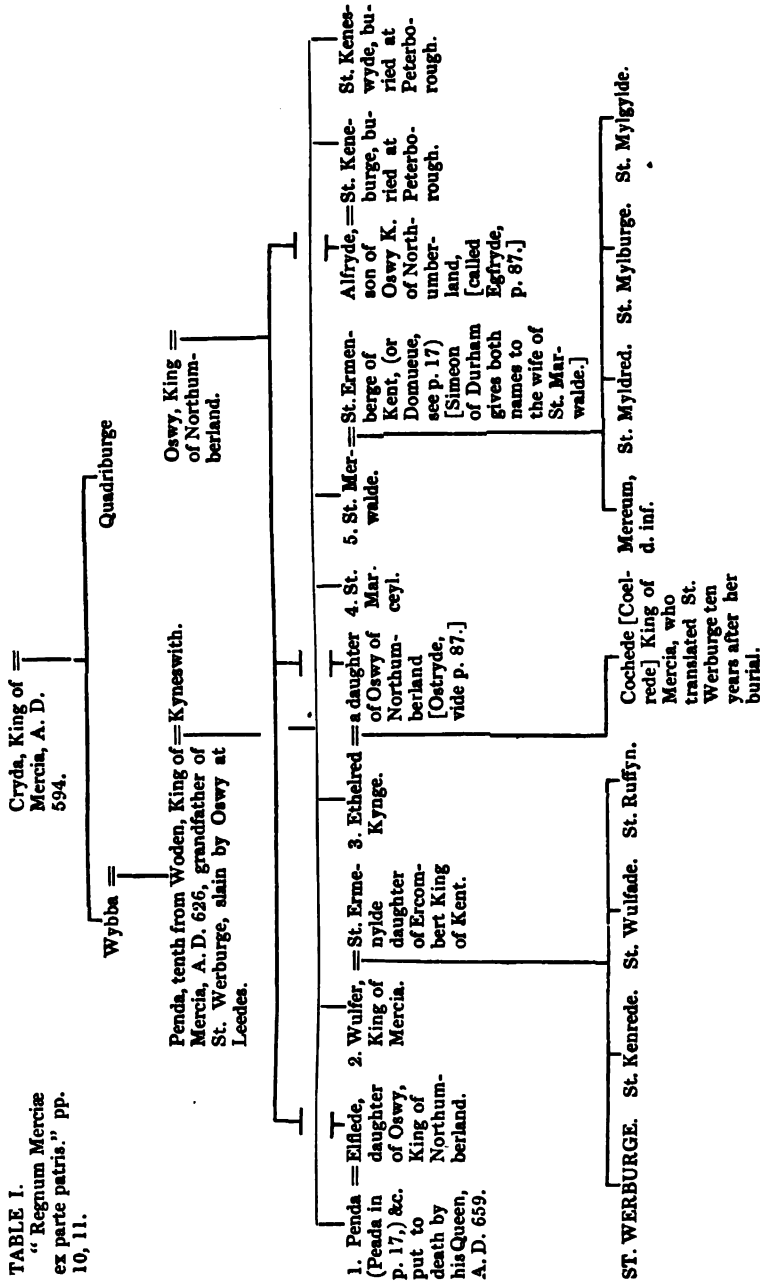 TABLE I.
" Regnum Merciæ
ex parte patris." pp.
10, 11.
Cryda, King of =
Mercia, A. D.
594.
Wybba =
Quadriburge
Penda, tenth from Woden, King of = Kyneswith.
Mercia, A. D. 626, grandfather of
St. Werburge, slain by Oswy at
Leedes.
Oswy, King =
of Northum-
berland.
1. Penda
(Peada in
p. 17,) &c.
put to
death by
his Queen,
A. D. 659.
= Elflede,
daughter
of Oswy,
King of
Northum-
berland.
2. Wulfer,
King of
Mercia.
= St. Erme-
nylde
daughter
of Ercom-
bert King
of Kent.
3. Ethelred
Kynge.
= a daughter
of Oswy of
Northum-
berland
[Ostryde,
vide p. 87.]
4. St.
Mar-
ceyl.
5. St. Mer-
walde.
= St. Ermen-
berge of
Kent, (or
Domueue,
see p. 17)
[Simeon
of Durham
gives both
names to
the wife of
St. Mar-
walde.]
Alfryde,
son of
Oswy K.
of North-
umber-
land,
[called
Egfryde,
p. 87.]
= St. Kene-
burge, bu-
ried at
Peterbo-
rough.
St. Kenes-
wyde, bu-
ried at
Peterbo-
rough.
ST. WERBURGE. St. Kenrede. St. Wulfade. St. Ruffyn.
Cochede [Coel-
rede] King of
Mercia, who
translated St.
Werburge ten
years after her
burial.
Mereum,
d. inf.
St. Myldred. St. Mylburge. St. Mylgylde.